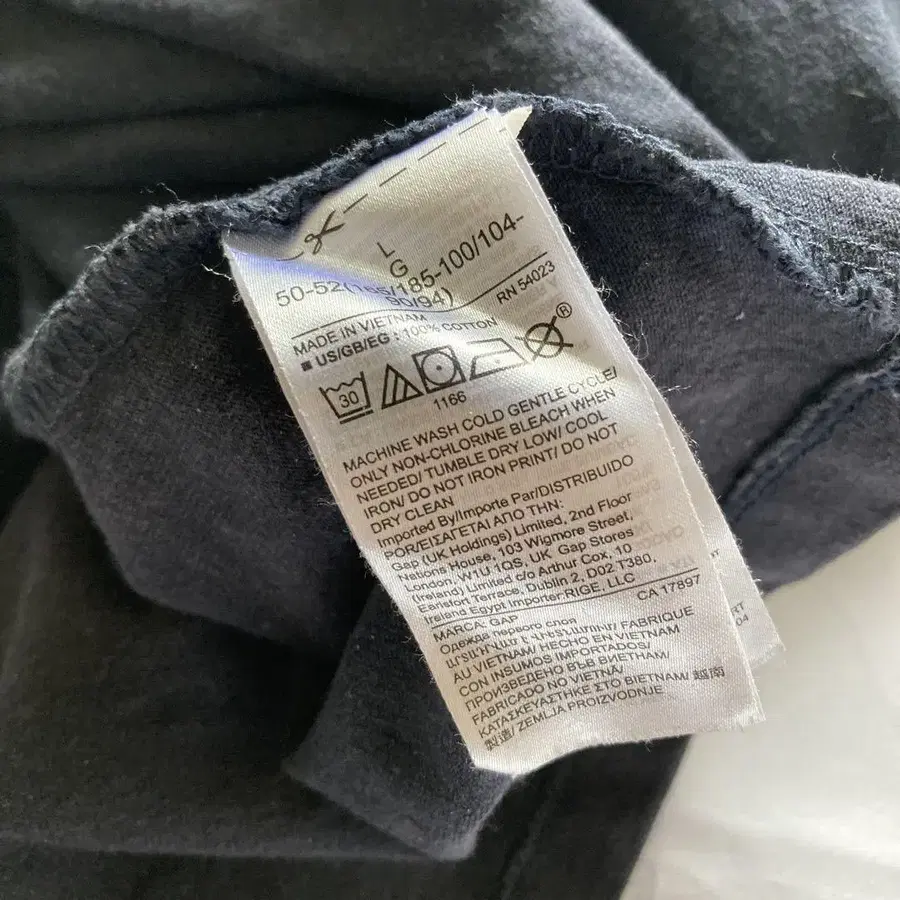 L
G
50-52(165/185-100/104-
90/94)
RN 54023
MADE IN VIETNAM
■ US/GB/EG : 100% COTTON
®
30
1166
MACHINE WASH COLD GENTLE CYCLE/
ONLY NON-CHLORINE BLEACH WHEN
NEEDED/ TUMBLE DRY LOW/ COOL
IRON/ DO NOT IRON PRINT/ DO NOT
DRY CLEAN
Imported By/Importe Par/DISTRIBUIDO
POR/ΕΙΣΑΓΕΤΑΙ ΑΠΟ ΤΗΝ:
Gap (UK Holdings) Limited, 2nd Floor
Nations House, 103 Wigmore Street,
London, W1U 1QS, UK Gap Stores
(Ireland) Limited c/o Arthur Cox, 10
Earlsfort Terrace, Dublin 2, D02 T380,
Ireland Egypt Importer:RIGE, LLC
CA 17897
MARCA: GAP
Одежда первого слоя
FABRIQUE
AU VIETNAM/ HECHO EN VIETNAM
CON INSUMOS IMPORTADOS/
ПРОИЗВЕДЕНО ВЪВ ВИЕТНАМ/
FABRICADO NO VIETNÃ/
ΚΑΤΑΣΚΕΥΑΣΤΗΚΕ ΣΤΟ ΒΙΕΤΝΑΜ/ 越南
製造/ ZEMLJA PROIZVODNJE
RT
04